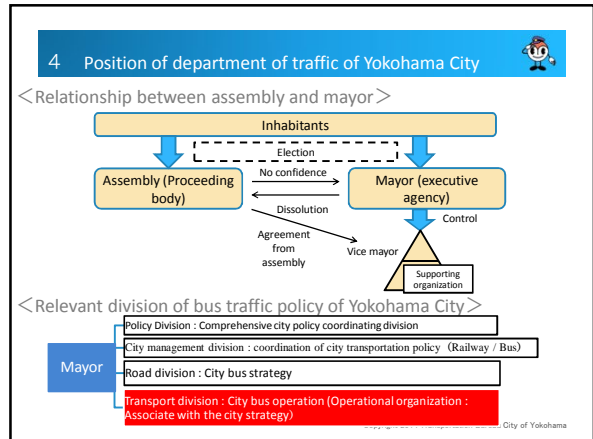 4 Position of department of traffic of Yokohama City
＜Relationship between assembly and mayor＞
Inhabitants
Election
Assembly (Proceeding
body)
No confidence
Dissolution
Mayor (executive
agency)
Control
Agreement
from
assembly
Vice mayor
Supporting
organization
＜Relevant division of bus traffic policy of Yokohama City＞
Mayor
Policy Division : Comprehensive city policy coordinating division
City management division : coordination of city transportation policy（Railway / Bus）
Road division : City bus strategy
Transport division : City bus operation (Operational organization :
Associate with the city strategy）
City of Yokohama